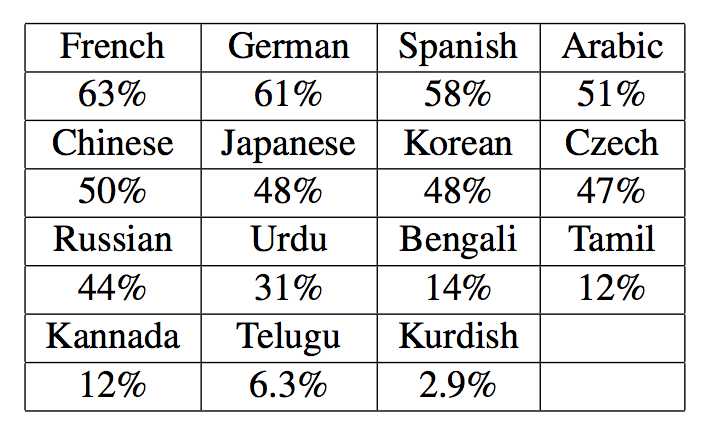 French German Spanish Arabic
63% 61% 58% 51%
Chinese Japanese Korean Czech
50% 48% 48% 47%
Russian Urdu Bengali Tamil
44% 31% 14% 12%
Kannada Telugu Kurdish
12% 6.3% 2.9%